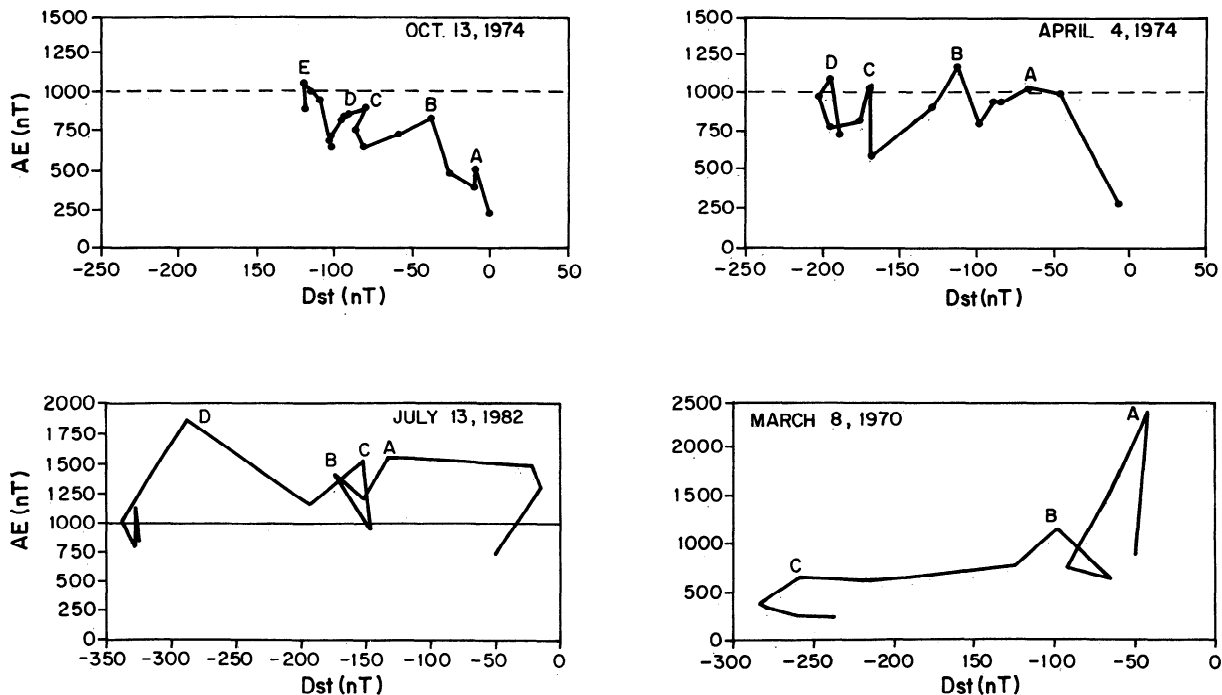 OCT. 13, 1974
1500
1250
1000
750
500
250
0
AE (nT)
E
D
C
B
A
-250
-200
150
-100
-50
0
50
Dst (nT)
APRIL 4, 1974
1500
1250
1000
750
500
250
0
D
C
B
A
-250
-200
-150
-100
-50
0
50
Dst (nT)
JULY 13, 1982
2000
1750
1500
1250
1000
750
500
250
0
AE (nT)
D
B
C
A
-350
-300
-250
-200
-150
-100
-50
0
Dst (nT)
MARCH 8, 1970
2500
2000
1500
1000
500
0
A
B
C
-300
-250
-200
-150
-100
-50
0
Dst (nT)